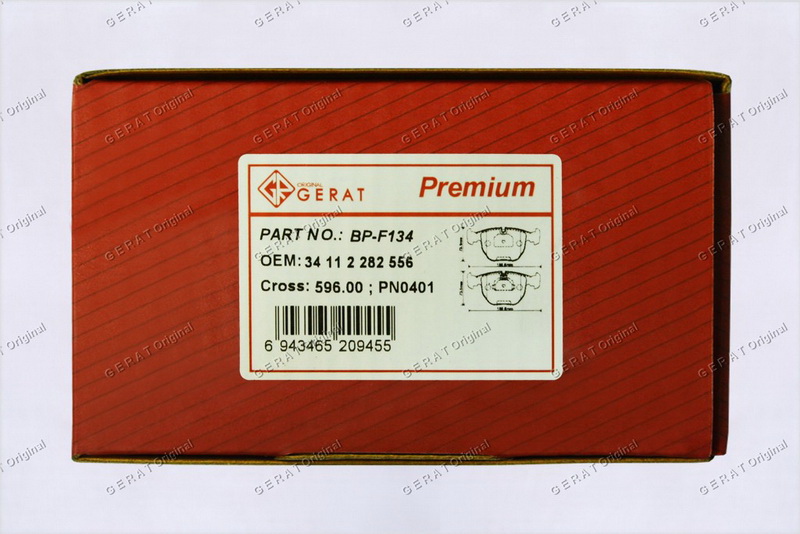 ORIGINAL
GERAT
Premium
PART NO.: BP-F134
OEM: 34 11 2 282 556
Cross: 596.00 ; PN0401
6 943465 209455
GERAT Original